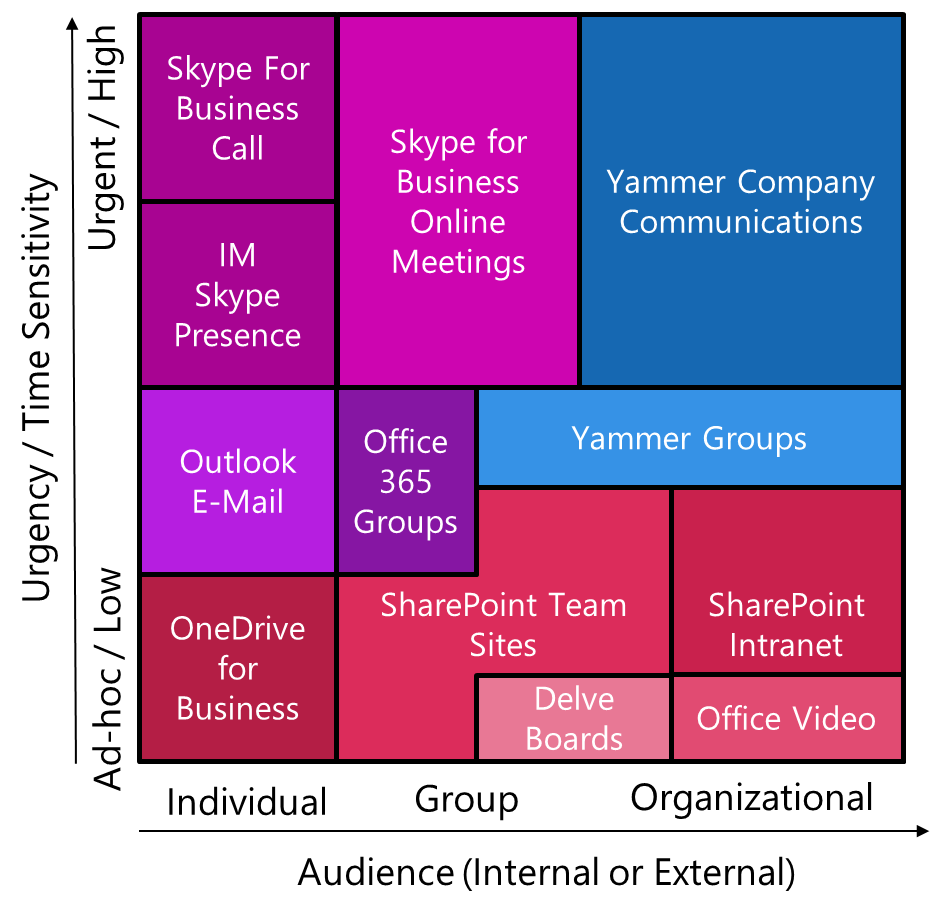 Urgency / Time Sensitivity
Urgent / High
Ad-hoc / Low
Skype For
Business
Call
IM
Skype
Presence
Outlook
E-Mail
OneDrive
for
Business
Skype for
Business
Online
Meetings
Yammer Company
Communications
Office
365
Groups
Yammer Groups
SharePoint Team
Sites
SharePoint
Intranet
Delve
Boards
Office Video
Individual
Group
Organizational
Audience (Internal or External)